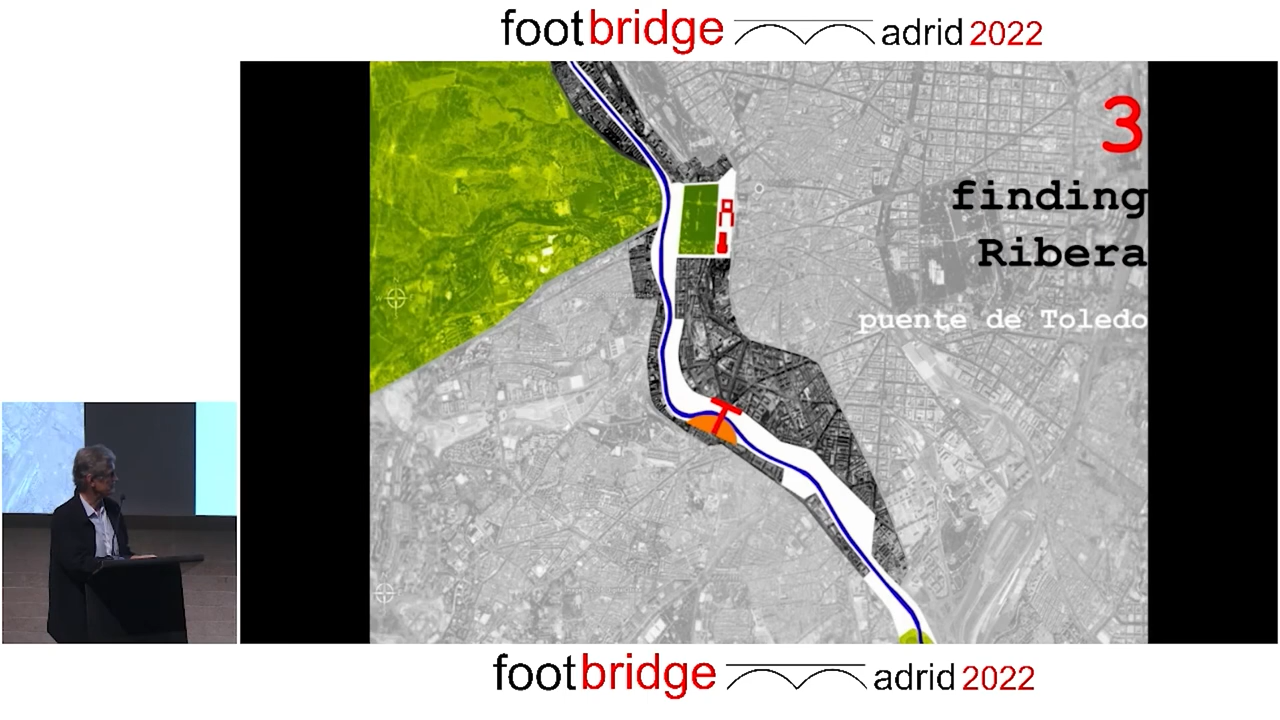 footbridge adrid 2022
3
finding
Ribera
puente de Toledo
footbridge adrid 2022